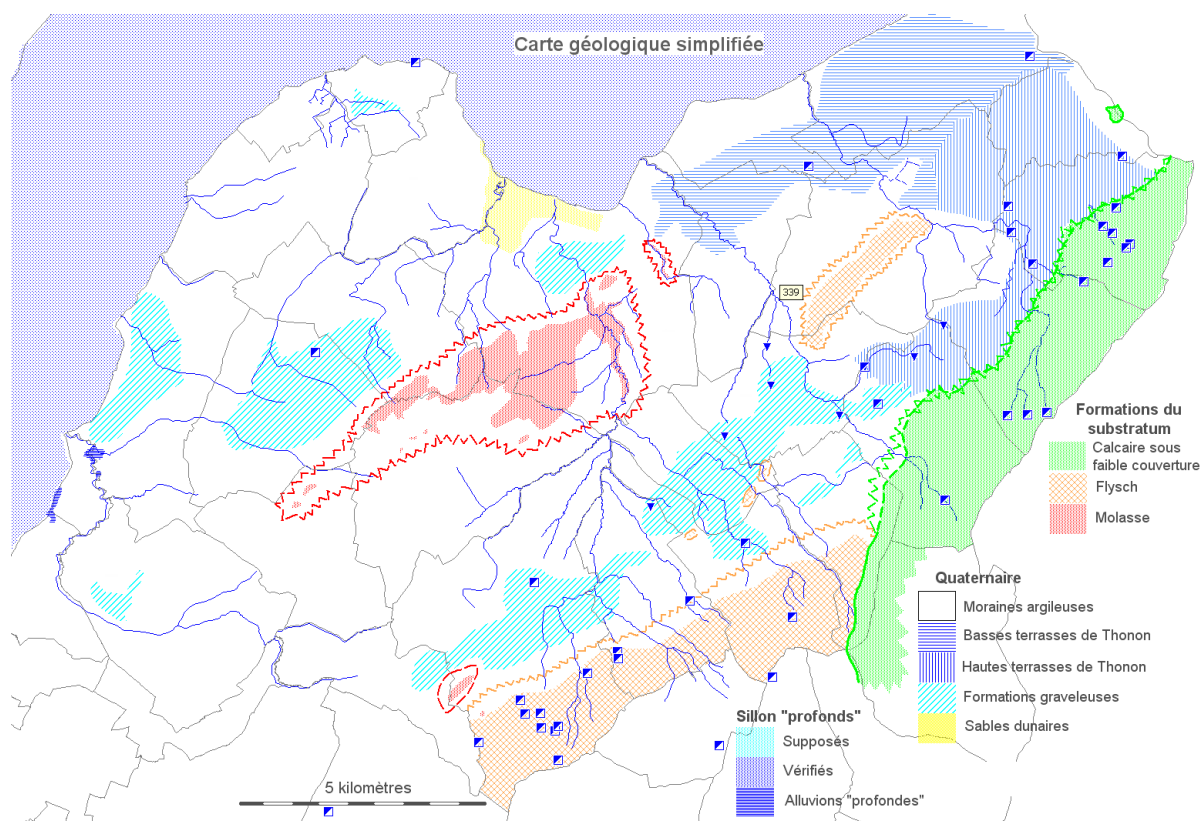 Carte géologique simplifiée
339
Formations du
substratum
Calcaire sous
faible couverture
Flysch
Molasse
Quaternaire
Moraines argileuses
Basses terrasses de Thonon
Hautes terrasses de Thonon
Formations graveleuses
Sables dunaires
Sillon "profonds"
Supposés
Vérifiés
Alluvions "profondes"
5 kilomètres